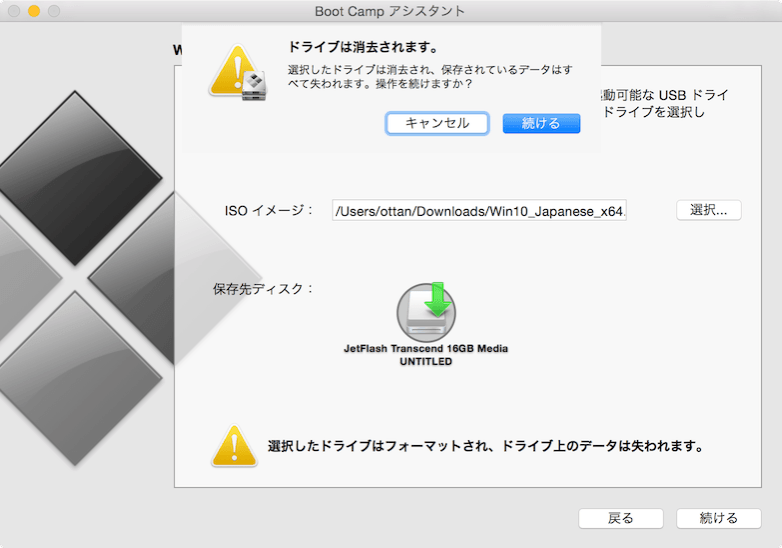 Boot Camp アシスタント
W
ドライブは消去されます。
選択したドライブは消去され、保存されているデータはす
べて失われます。操作を続けますか？
キャンセル
続ける
動可能な USB ドライ
ドライブを選択し
ISO イメージ：
/Users/ottan/Downloads/Win10_Japanese_x64.
選択...
保存先ディスク：
JetFlash Transcend 16GB Media
UNTITLED
選択したドライブはフォーマットされ、ドライブ上のデータは失われます。
戻る
続ける